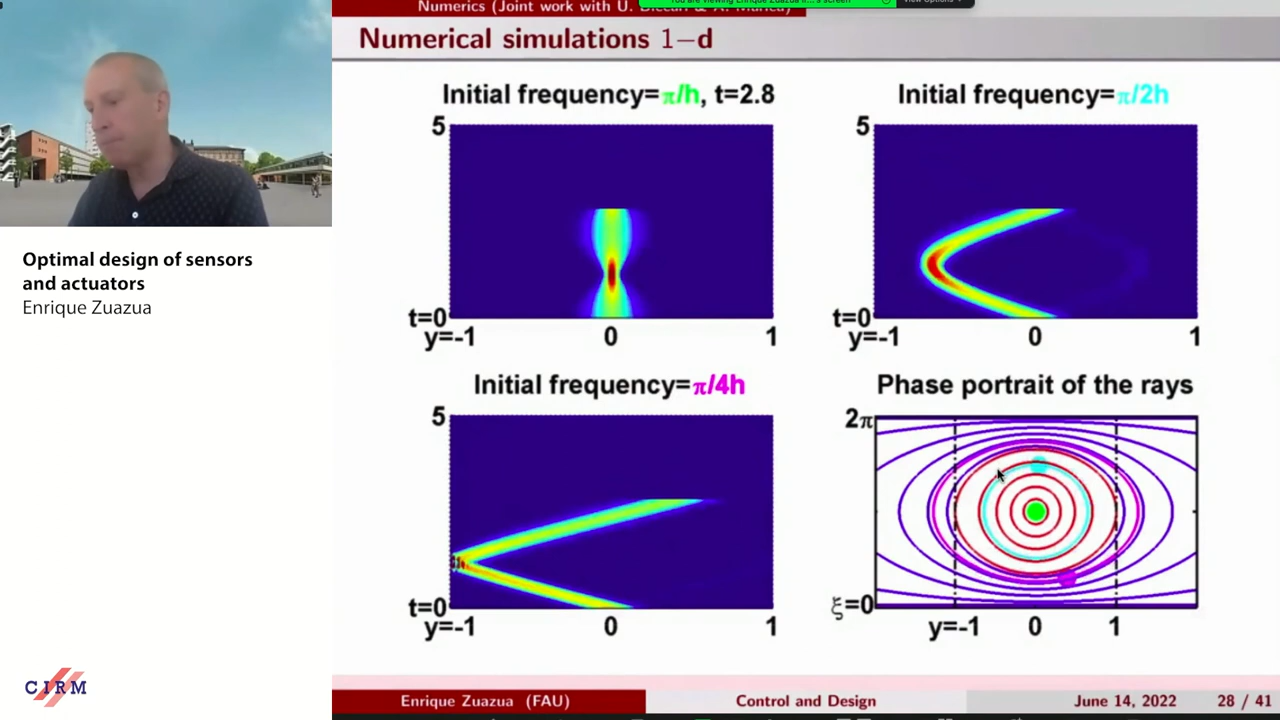 Numerics (Joint work with U. Biccari & A. Marica)
Numerical simulations 1−d
Initial frequency=π/h, t=2.8
5
t=0
y=-1 0 1
Initial frequency=π/2h
5
t=0
y=-1 0 1
Initial frequency=π/4h
5
t=0
y=-1 0 1
Phase portrait of the rays
2π
ξ=0
y=-1 0 1
Optimal design of sensors
and actuators
Enrique Zuazua
CIRM
Enrique Zuazua (FAU) Control and Design June 14, 2022 28 / 41